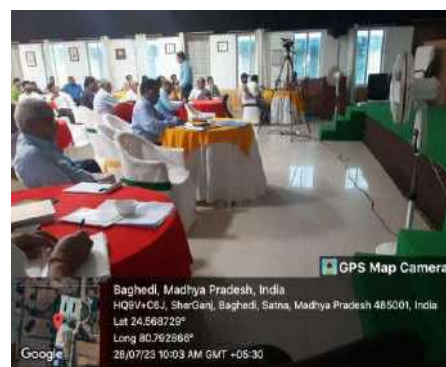 GPS Map Camera
Baghedi, Madhya Pradesh, India
HQ9V+C6J, SherGanj, Baghedi, Satna, Madhya Pradesh 485001, India
Lat 24.568729°
Long 80.792866°
28/07/23 10:03 AM GMT +05:30
Google